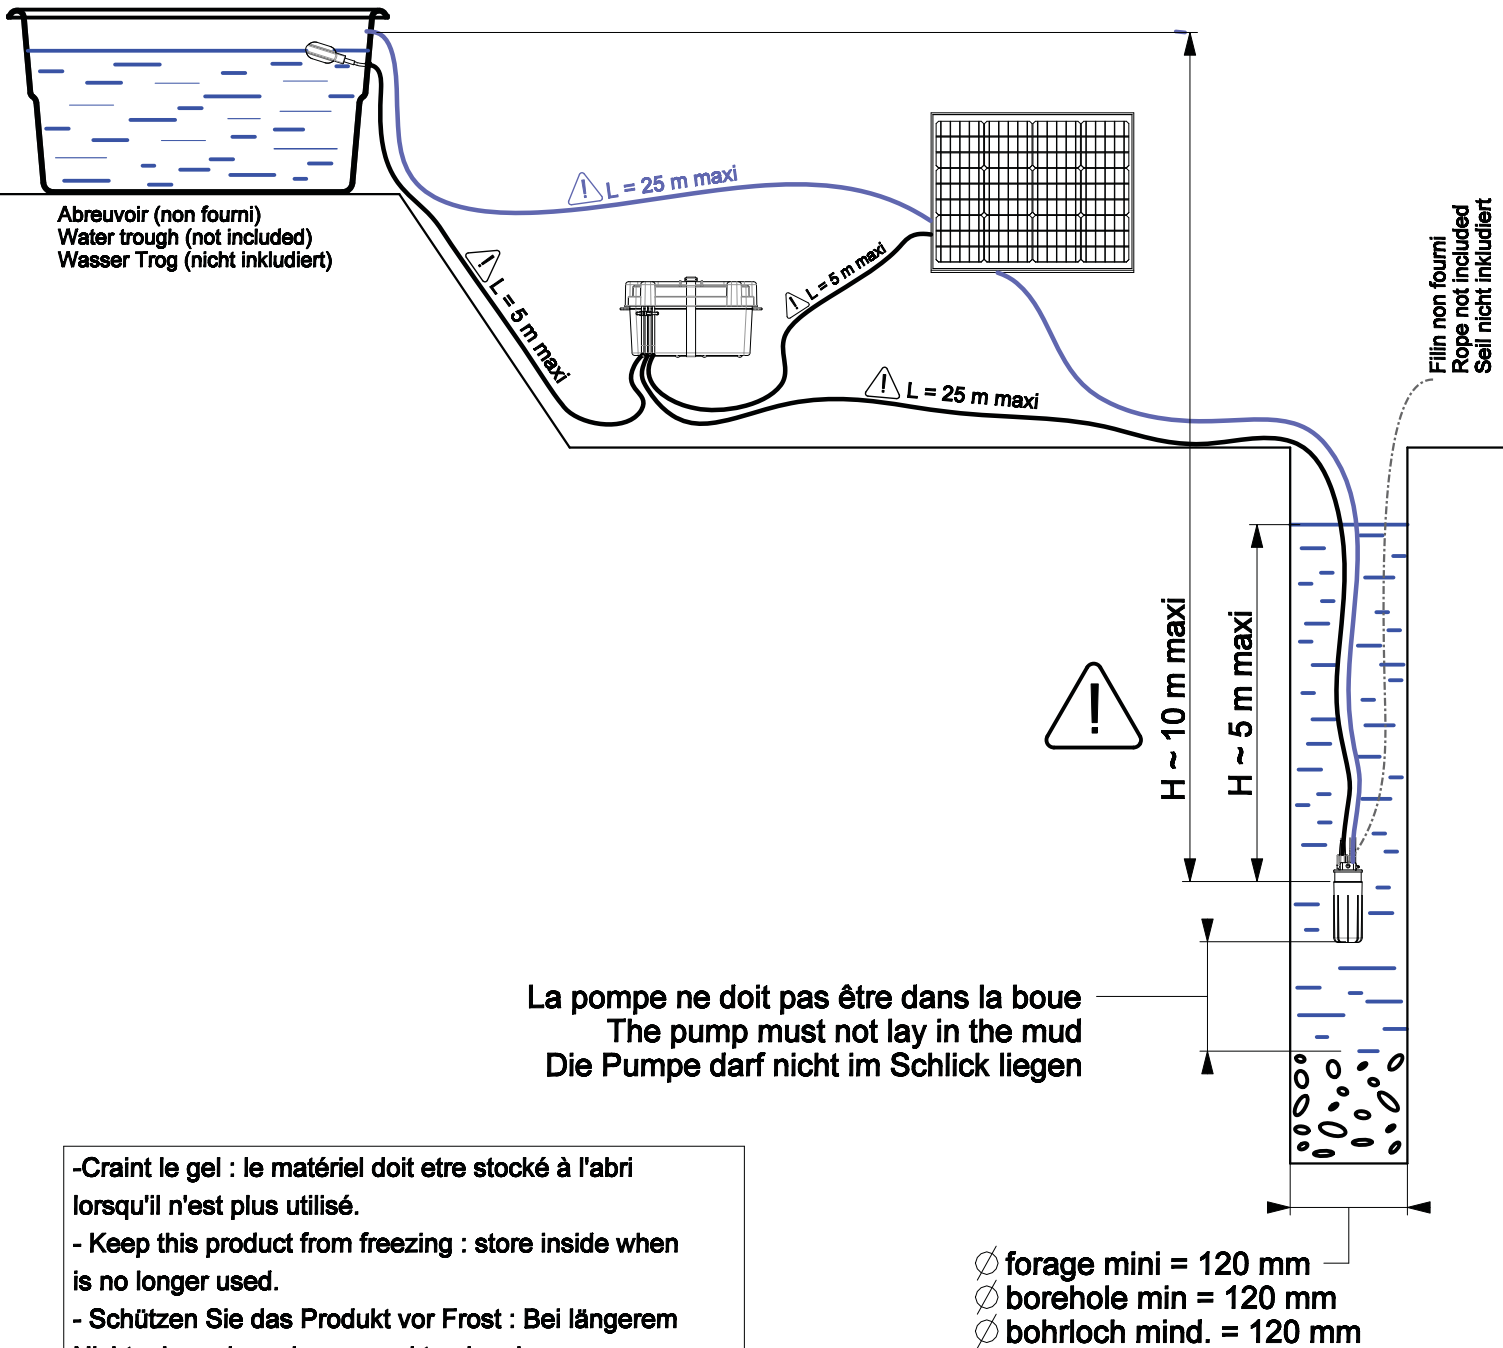 Abreuvoir (non fourni)
Water trough (not included)
Wasser Trog (nicht inkludiert)
! L = 25 m maxi
! L = 5 m maxi
! L = 5 m maxi
! L = 25 m maxi
Filin non fourni
Rope not included
Seil nicht inkludiert
!
H ~ 10 m maxi
H ~ 5 m maxi
La pompe ne doit pas être dans la boue
The pump must not lay in the mud
Die Pumpe darf nicht im Schlick liegen
-Craint le gel : le matériel doit etre stocké à l'abri
lorsqu'il n'est plus utilisé.
- Keep this product from freezing : store inside when
is no longer used.
- Schützen Sie das Produkt vor Frost : Bei längerem
∅ forage mini = 120 mm
∅ borehole min = 120 mm
∅ bohrloch mind. = 120 mm